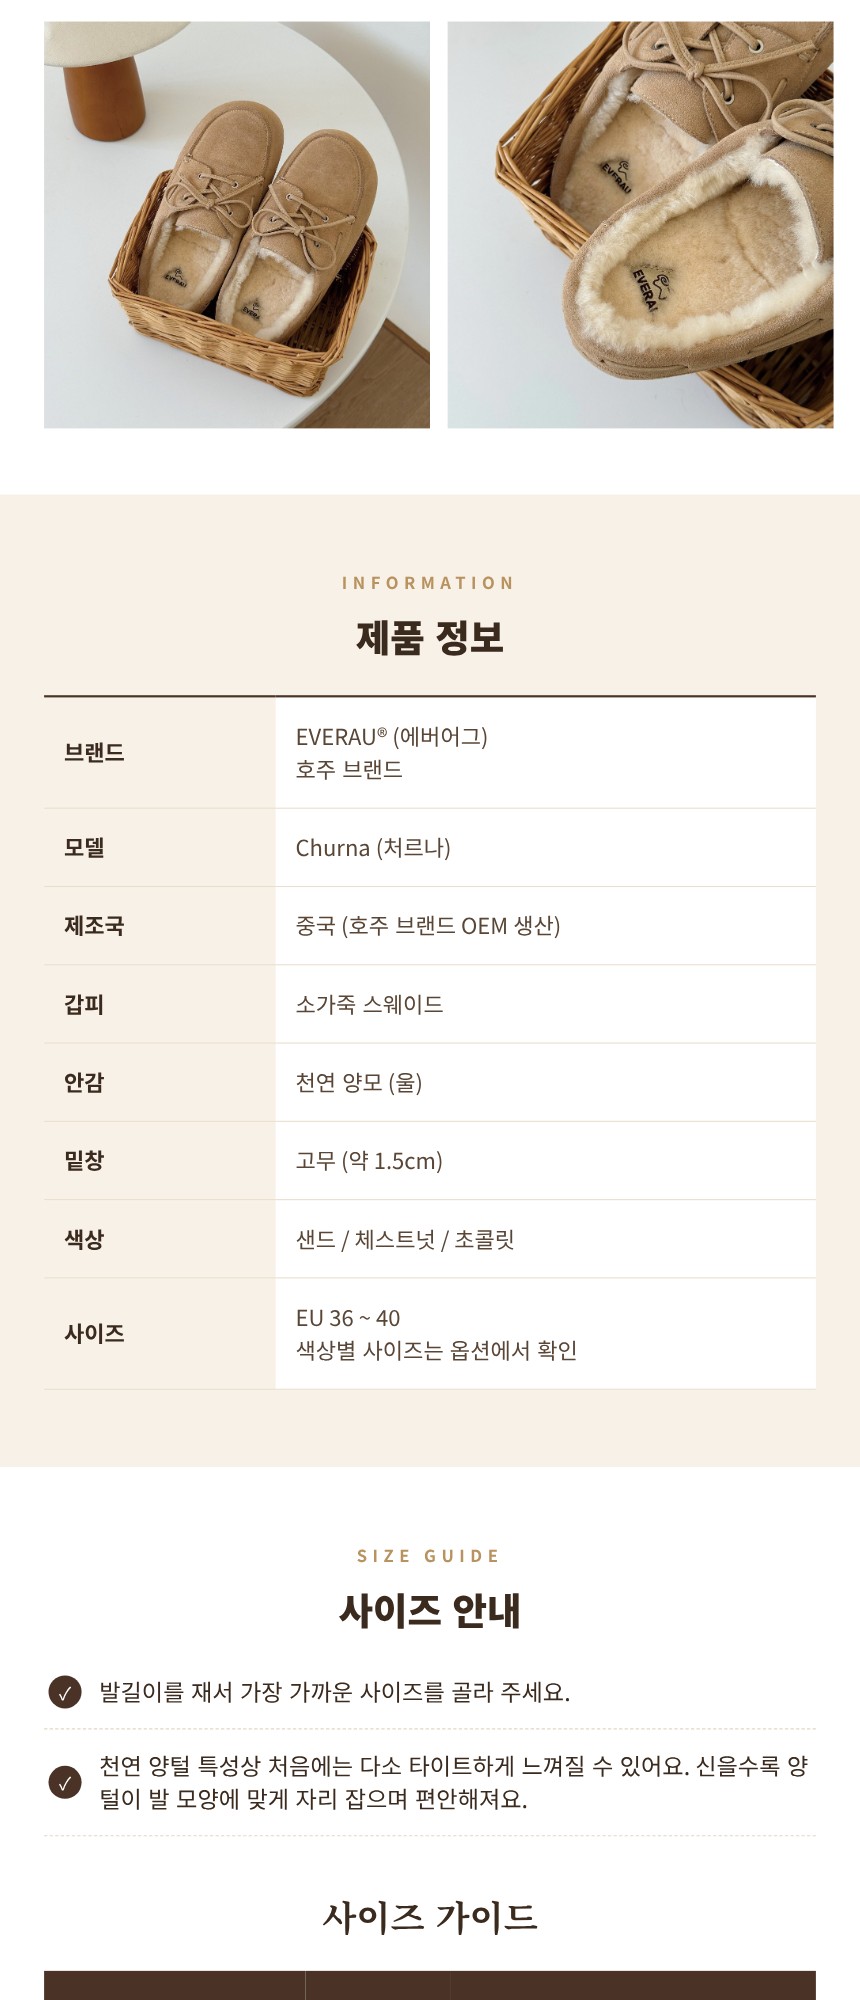 EVERAU
EVERAU
EVERAU
EVERAU
INFORMATION
제품 정보
브랜드
EVERAU® (에버어그)
호주 브랜드
모델
Churna (처르나)
제조국
중국 (호주 브랜드 OEM 생산)
갑피
소가죽 스웨이드
안감
천연 양모 (울)
밑창
고무 (약 1.5cm)
색상
샌드 / 체스트넛 / 초콜릿
사이즈
EU 36 ~ 40
색상별 사이즈는 옵션에서 확인
SIZE GUIDE
사이즈 안내
✓ 발길이를 재서 가장 가까운 사이즈를 골라 주세요.
✓ 천연 양털 특성상 처음에는 다소 타이트하게 느껴질 수 있어요. 신을수록 양
털이 발 모양에 맞게 자리 잡으며 편안해져요.
사이즈 가이드